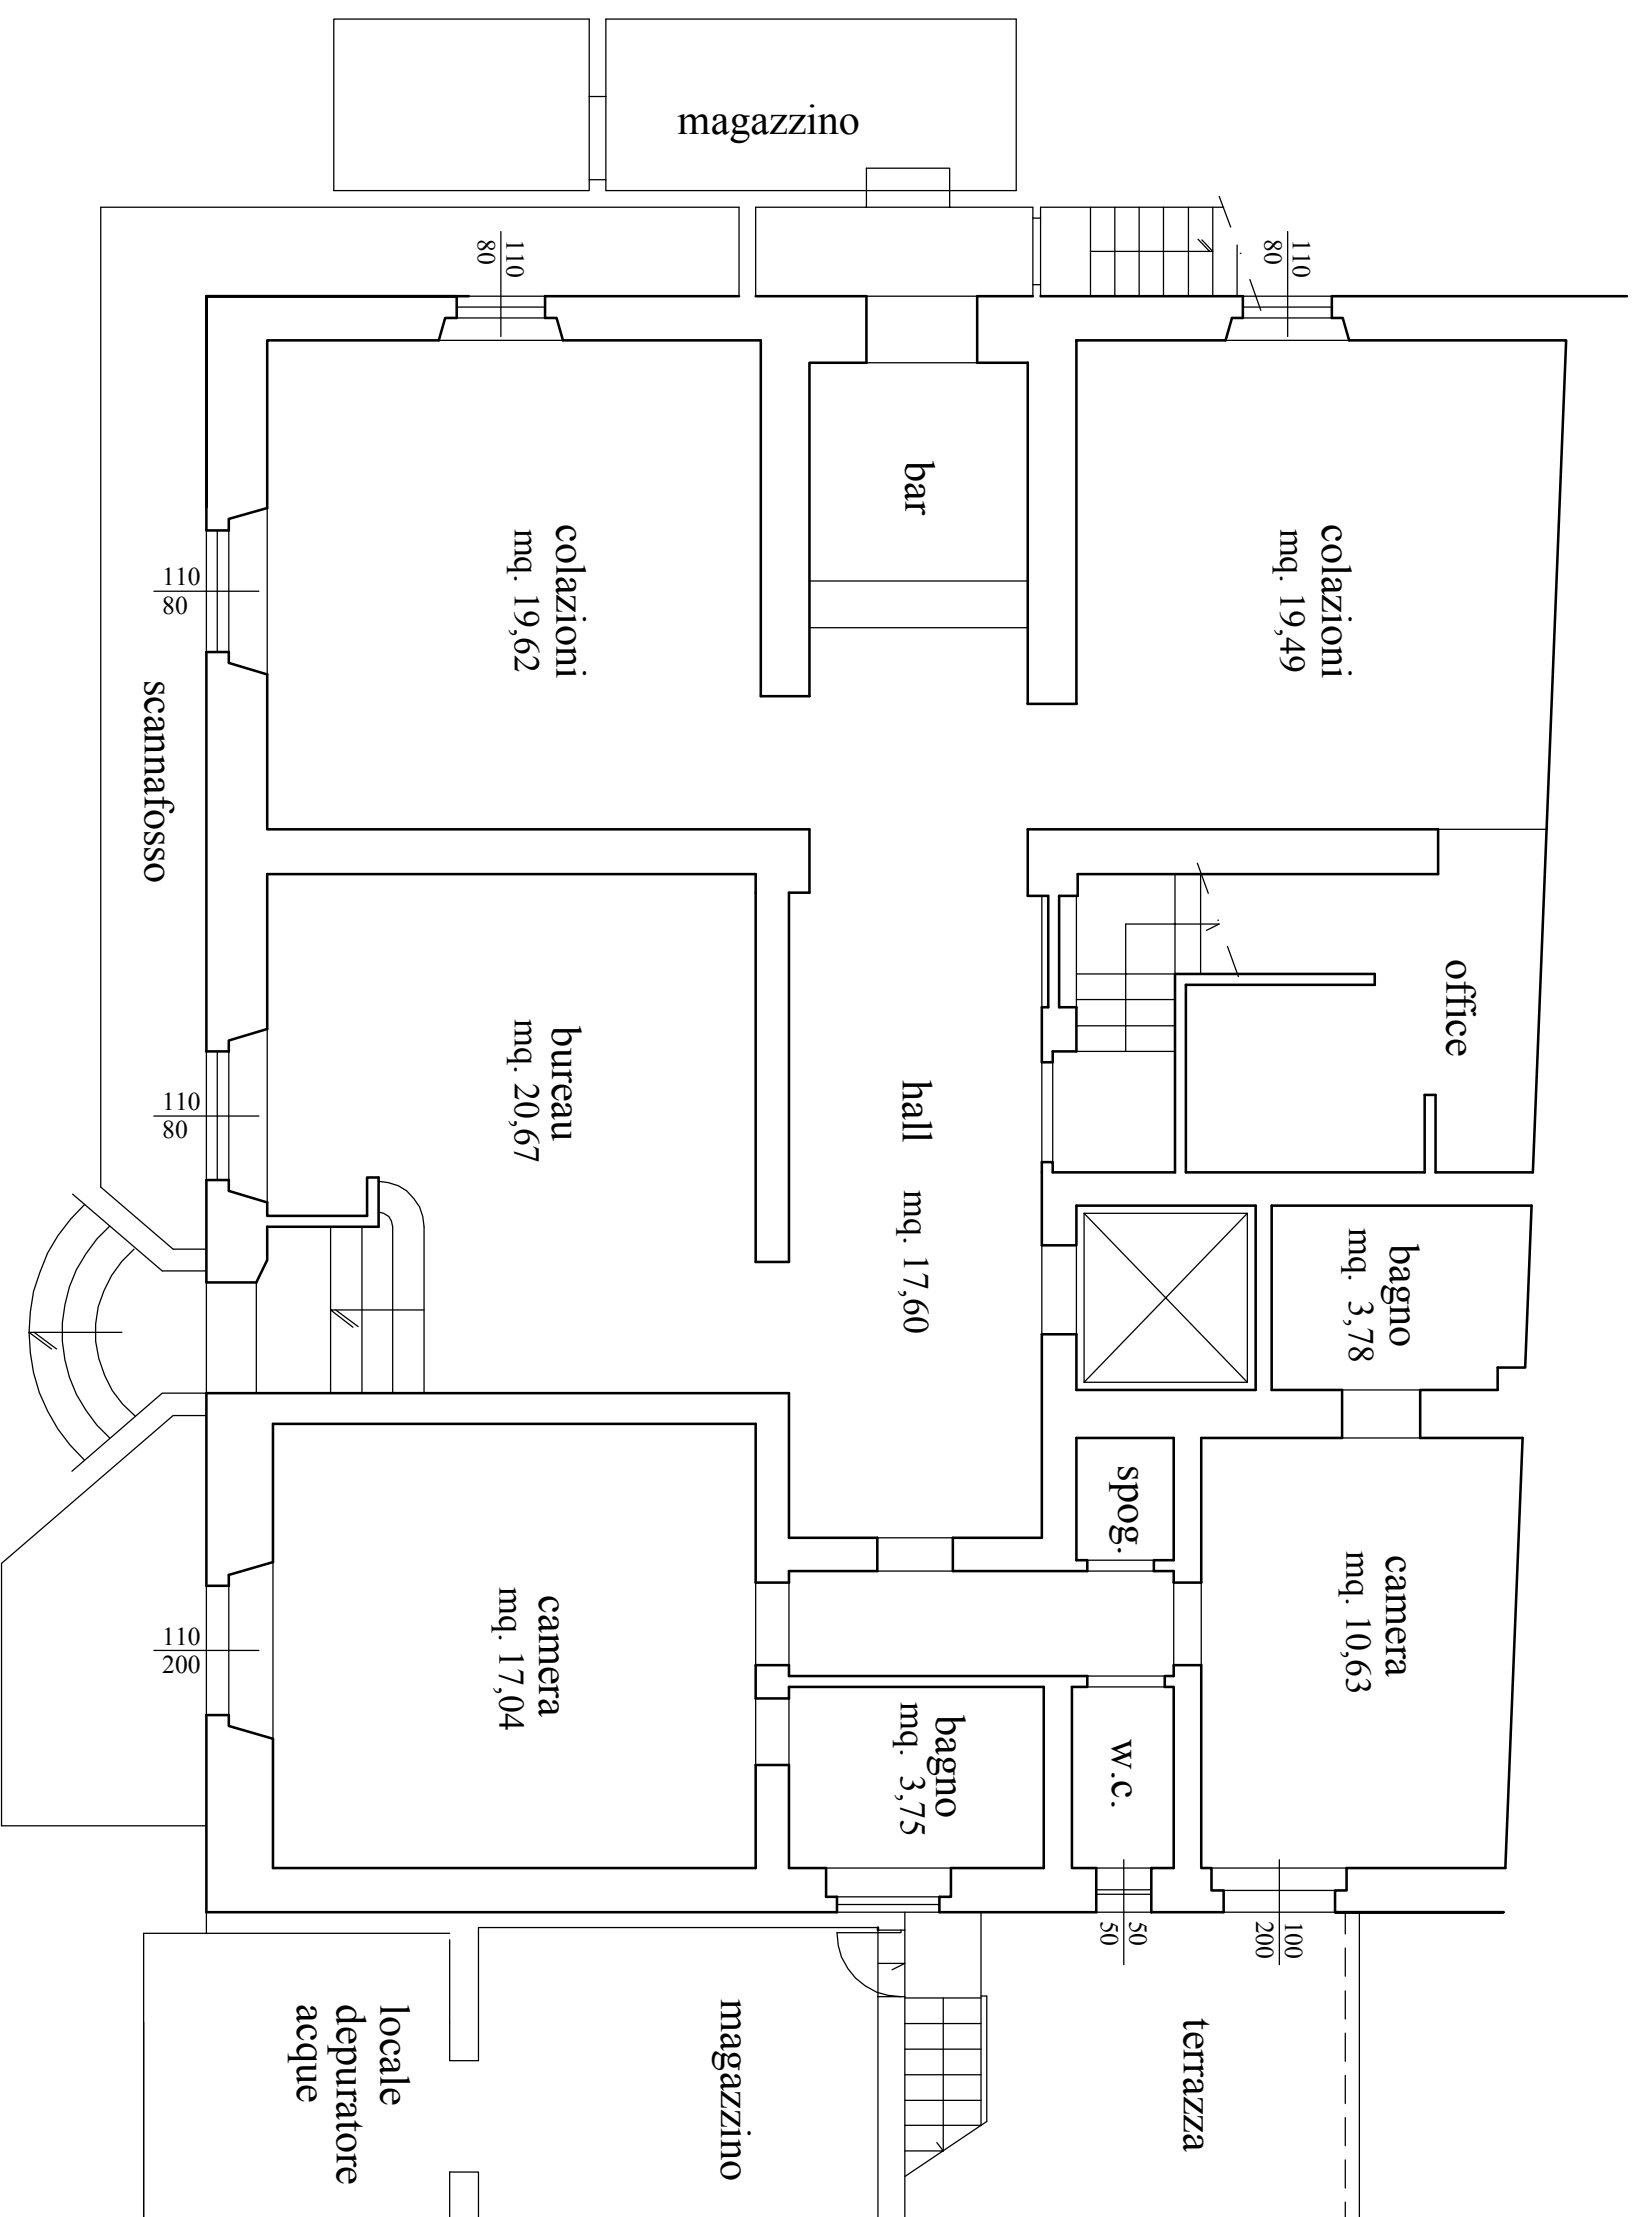 magazzino
110
80
110
80
bar
colazioni
mq. 19,62
colazioni
mq. 19,49
110
80
scannafosso
office
bureau
mq. 20,67
hall mq. 17,60
110
80
bagno
mq. 3,78
spog.
camera
mq. 10,63
camera
mq. 17,04
110
200
bagno
mq. 3,75
w.c.
50
50
100
200
locale
depuratore
acque
magazzino
terrazza